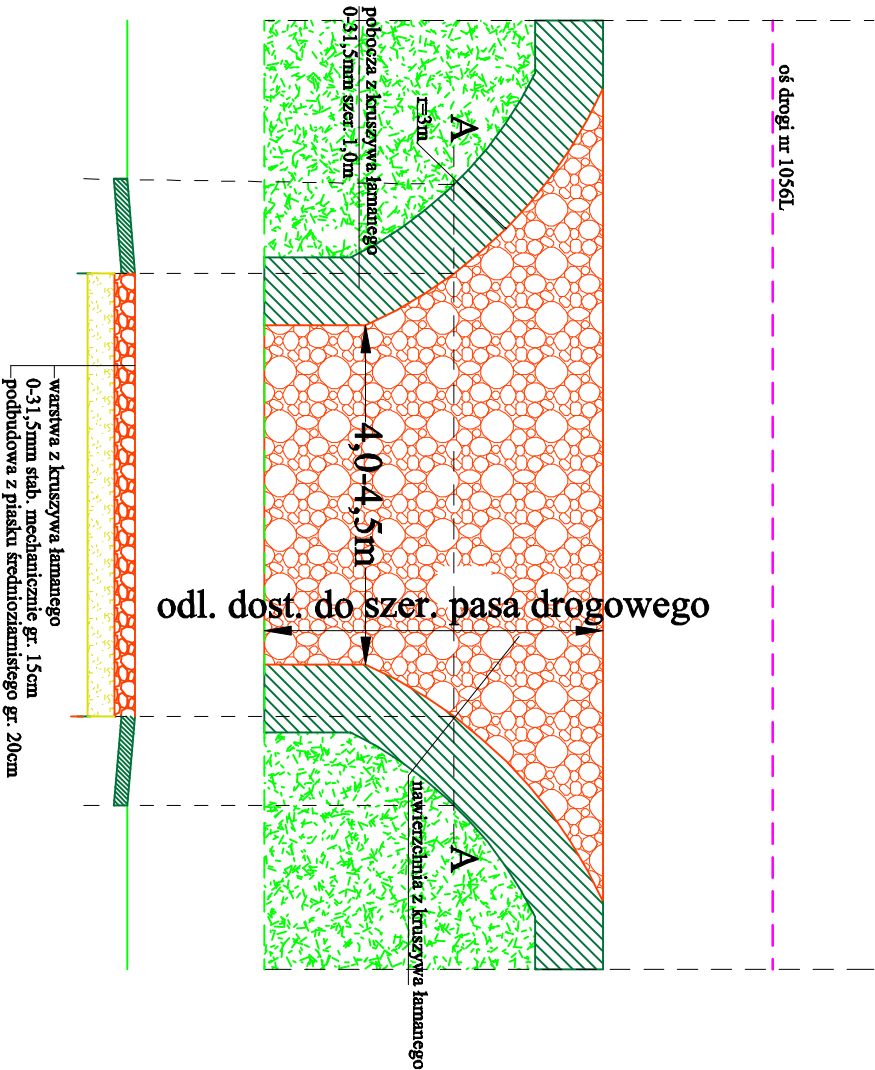 oś drogi nr 1056L
A
r=3m
pobocza z kruszywa łamanego
0-31,5mm szer. 1,0m
4,0-4,5m
odl. dost. do szer. pasa drogowego
A
nawierzchnia z kruszywa łamanego
warstwa z kruszywa łamanego
0-31,5mm stab. mechanicznie gr. 15cm
podbudowa z piasku średnioziarnistego gr. 20cm